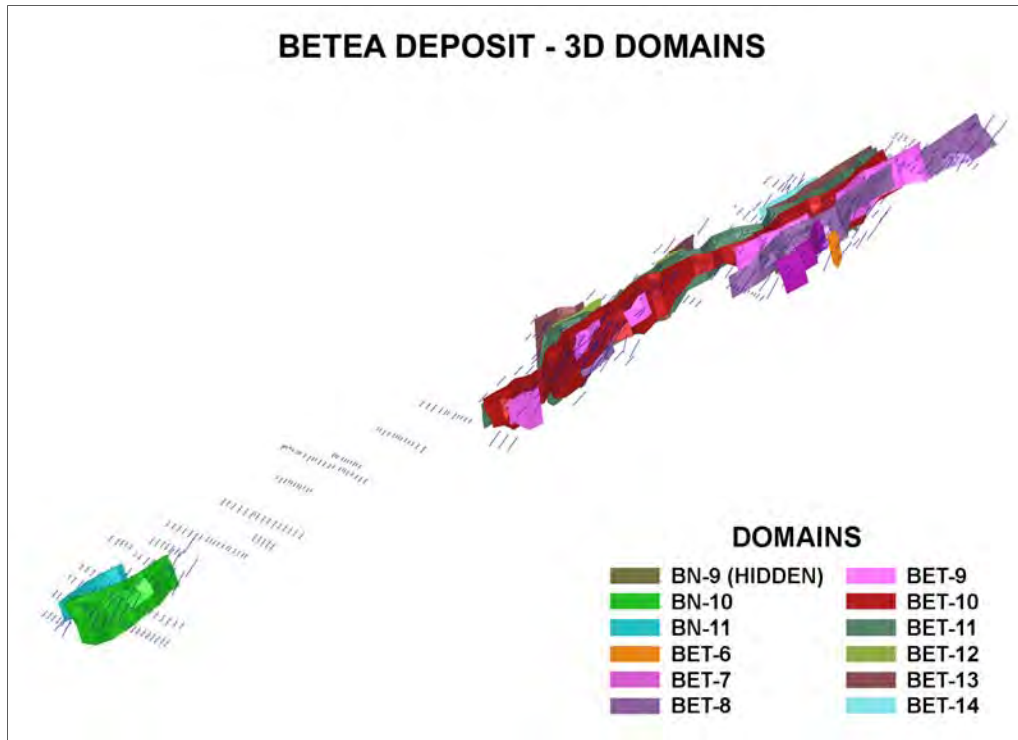 BETEA DEPOSIT - 3D DOMAINS
DOMAINS
BN-9 (HIDDEN)
BN-10
BN-11
BET-6
BET-7
BET-8
BET-9
BET-10
BET-11
BET-12
BET-13
BET-14